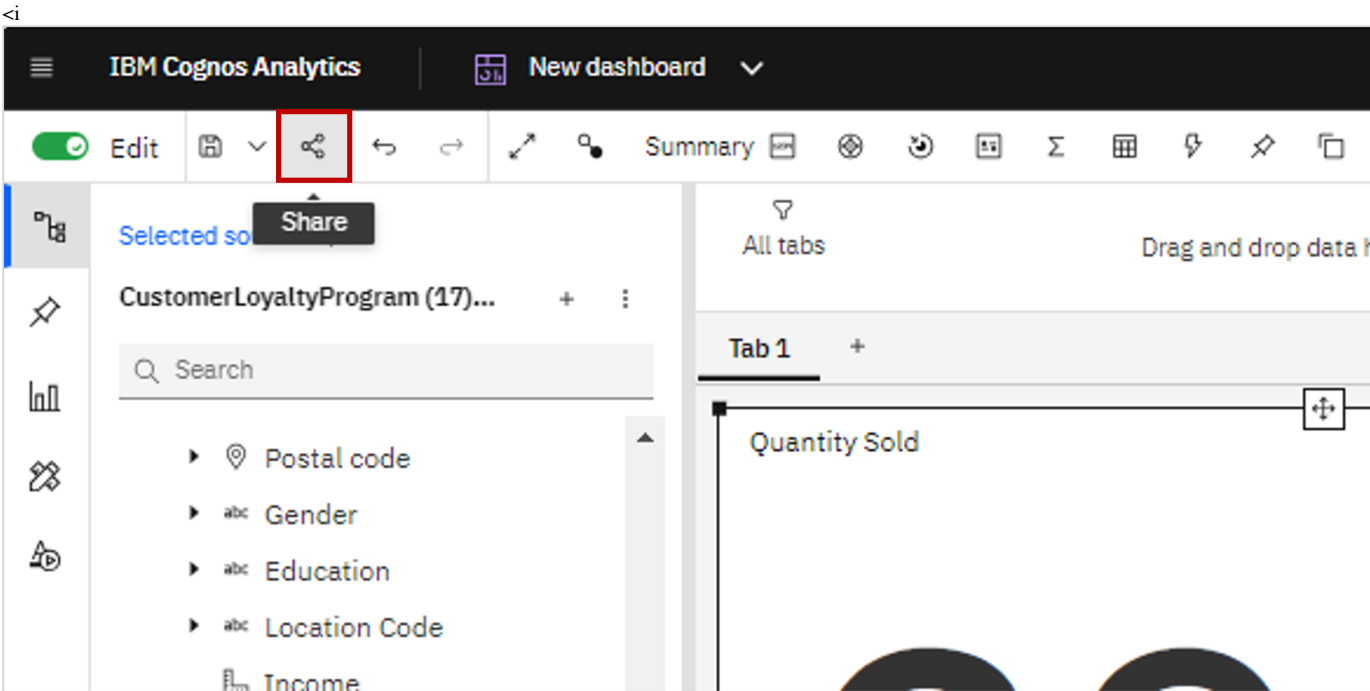 <i
IBM Cognos Analytics
New dashboard
Edit
Summary
Share
Selected so
All tabs
Drag and drop data h
CustomerLoyaltyProgram (17)...
Search
Tab 1
Quantity Sold
Postal code
abc Gender
abc Education
abc Location Code
Income